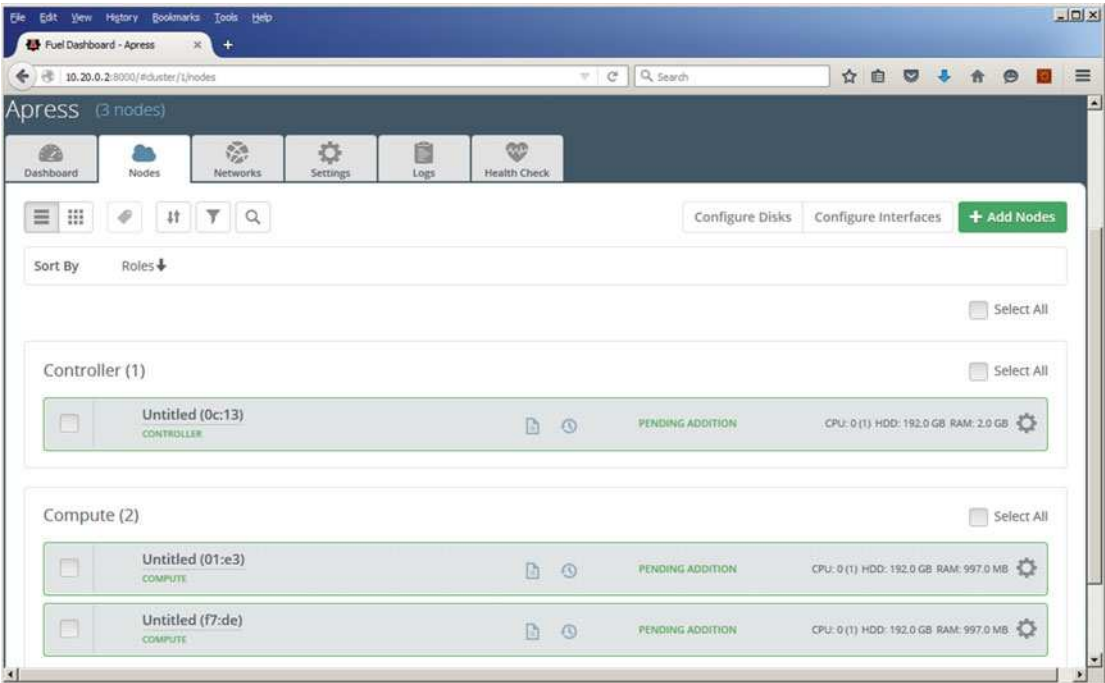 File Edit View History Bookmarks Tools Help
Fuel Dashboard - Apress × +
10.20.0.2:8000/#cluster/1/nodes Search
Apress (3 nodes)
Dashboard Nodes Networks Settings Logs Health Check
Configure Disks Configure Interfaces + Add Nodes
Sort By Roles
Select All
Controller (1) Select All
Untitled (0c:13)
CONTROLLER
PENDING ADDITION CPU: 0 (1) HDD: 192.0 GB RAM: 2.0 GB
Compute (2) Select All
Untitled (01:e3)
COMPUTE
PENDING ADDITION CPU: 0 (1) HDD: 192.0 GB RAM: 997.0 MB
Untitled (f7:de)
COMPUTE
PENDING ADDITION CPU: 0 (1) HDD: 192.0 GB RAM: 997.0 MB